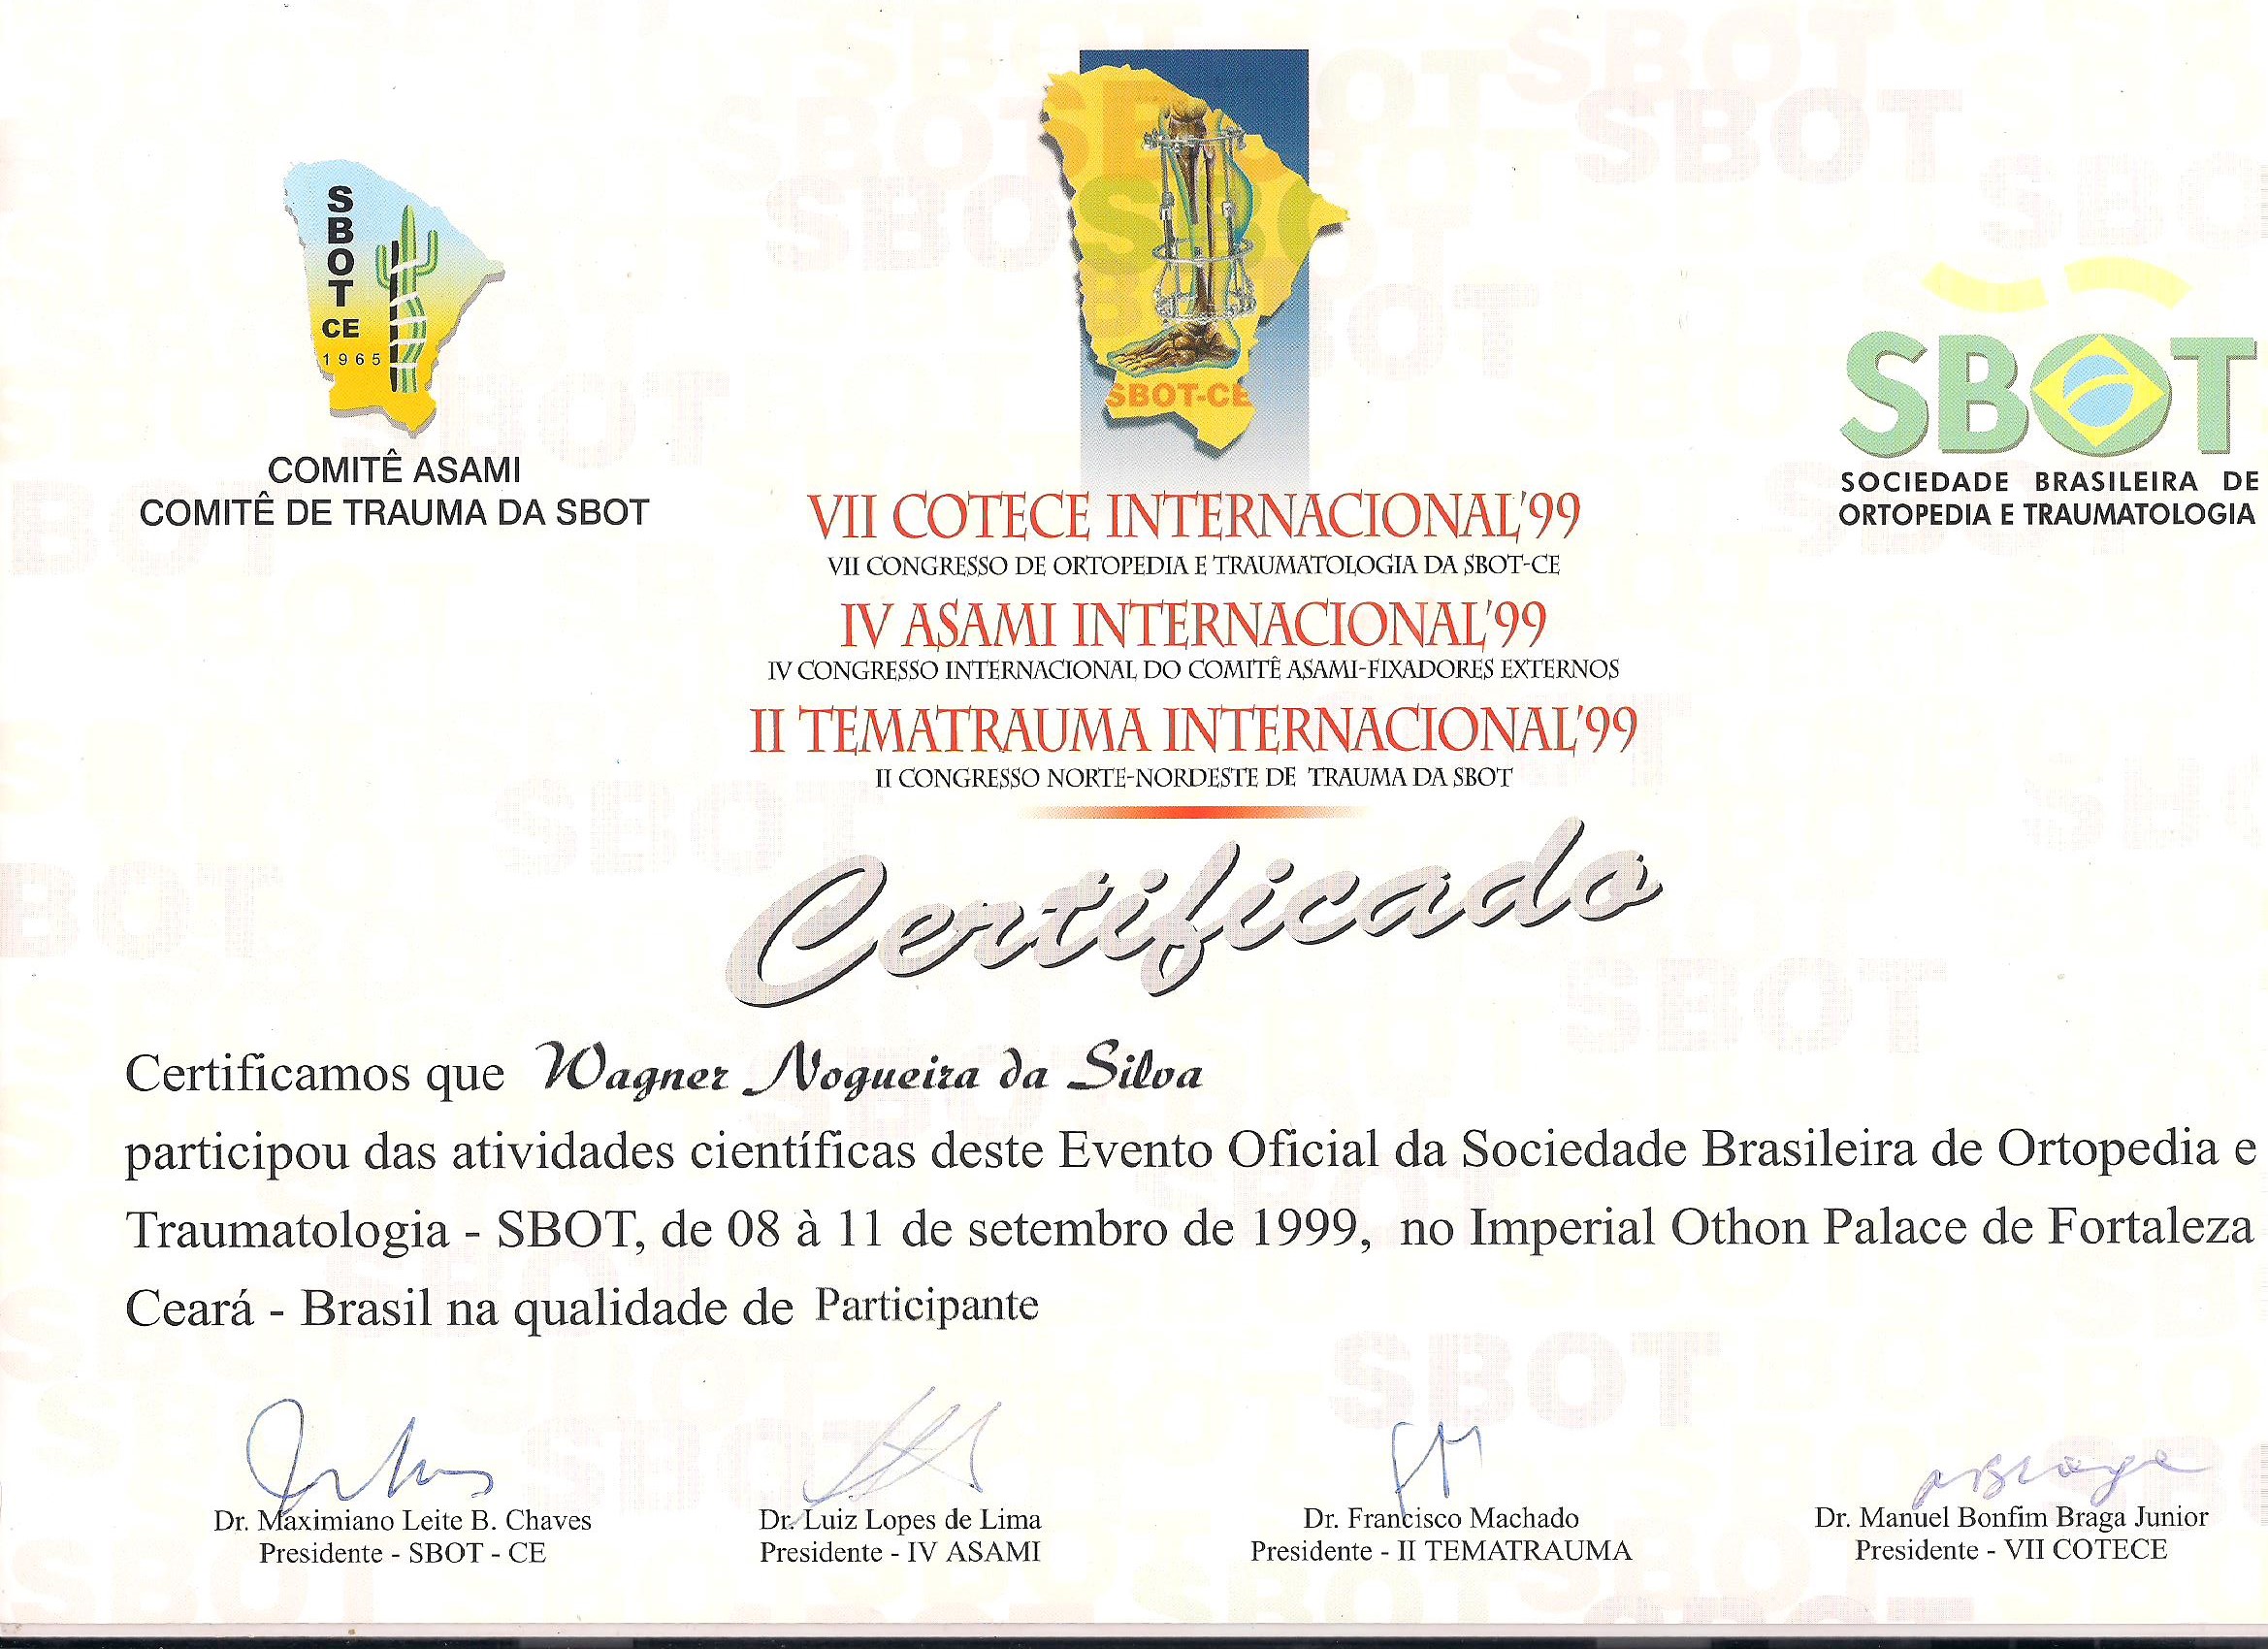 S
B
O
T
CE
1965
COMITÊ ASAMI
COMITÊ DE TRAUMA DA SBOT
SBOT-CE
SBOT
SOCIEDADE BRASILEIRA DE
ORTOPEDIA E TRAUMATOLOGIA
VII COTECE INTERNACIONAL'99
VII CONGRESSO DE ORTOPEDIA E TRAUMATOLOGIA DA SBOT-CE
IV ASAMI INTERNACIONAL'99
IV CONGRESSO INTERNACIONAL DO COMITÊ ASAMI-FIXADORES EXTERNOS
II TEMATRAUMA INTERNACIONAL'99
II CONGRESSO NORTE-NORDESTE DE TRAUMA DA SBOT
Certificado
Certificamos que Wagner Nogueira da Silva
participou das atividades científicas deste Evento Oficial da Sociedade Brasileira de Ortopedia e
Traumatologia - SBOT, de 08 à 11 de setembro de 1999, no Imperial Othon Palace de Fortaleza
Ceará - Brasil na qualidade de Participante
Dr. Maximiano Leite B. Chaves
Presidente - SBOT - CE
Dr. Luiz Lopes de Lima
Presidente - IV ASAMI
Dr. Francisco Machado
Presidente - II TEMATRAUMA
Dr. Manuel Bonfim Braga Junior
Presidente - VII COTECE